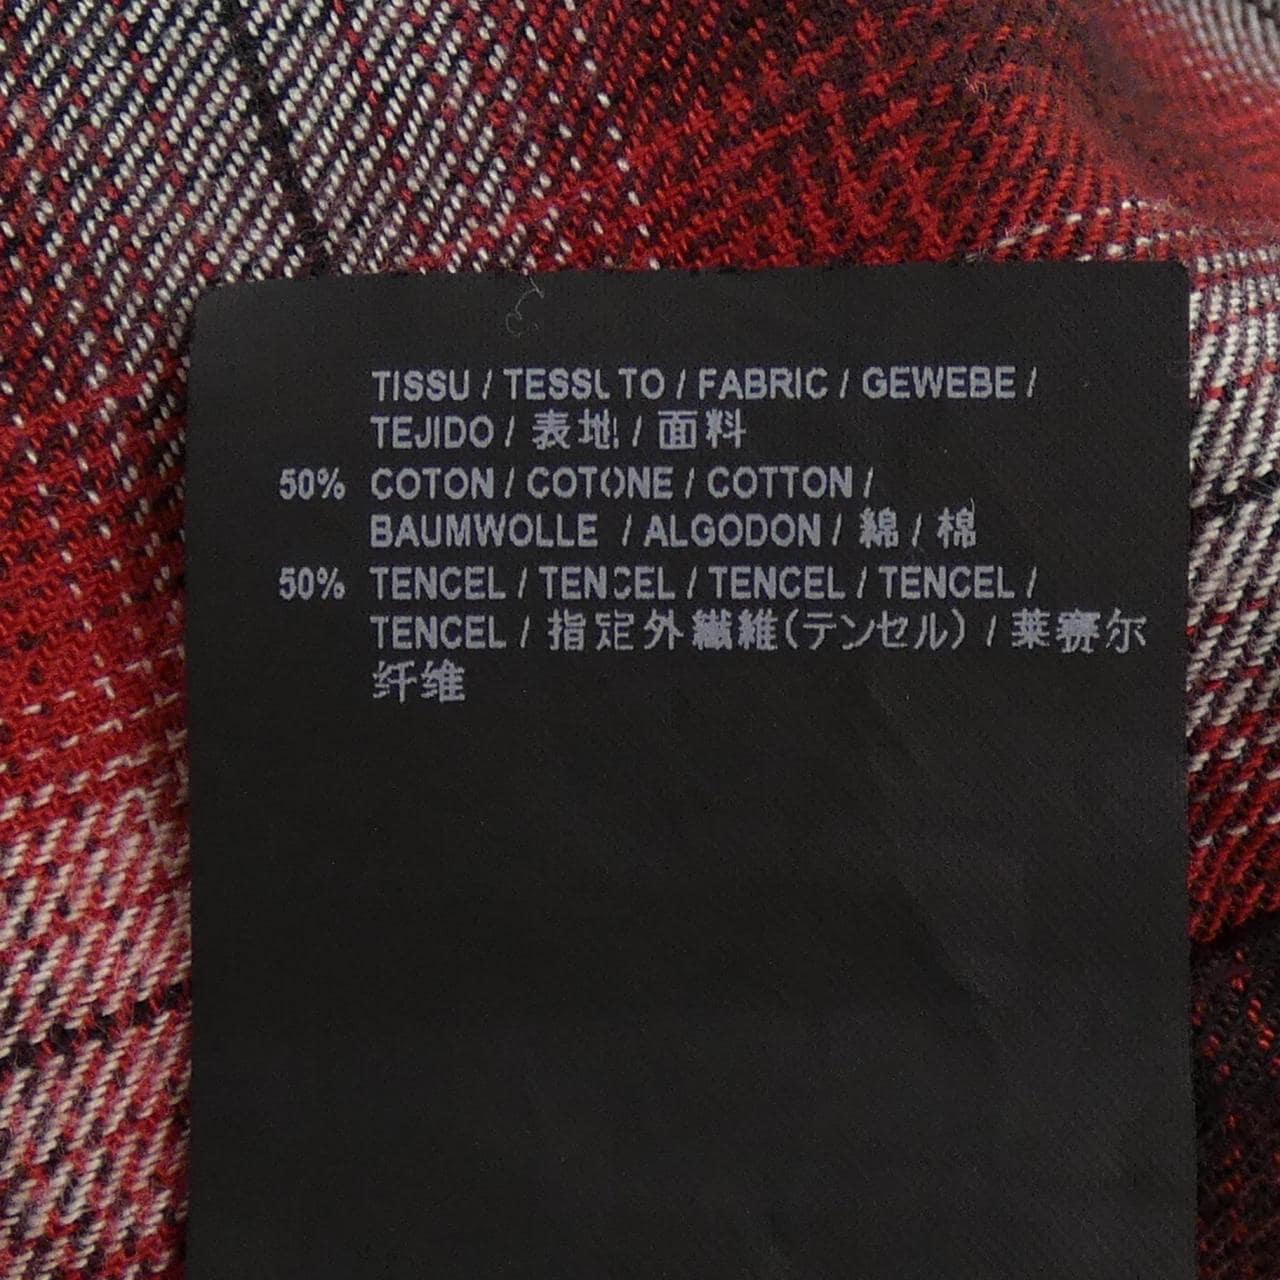 TISSU / TESSUTO / FABRIC / GEWEBE /
TEJIDO / 表地 / 面料
50% COTON / COTONE / COTTON /
BAUMWOLLE / ALGODON / 綿 / 棉
50% TENCEL / TENCEL / TENCEL / TENCEL /
TENCEL / 指定外繊維(テンセル) / 莱赛尔
纤维